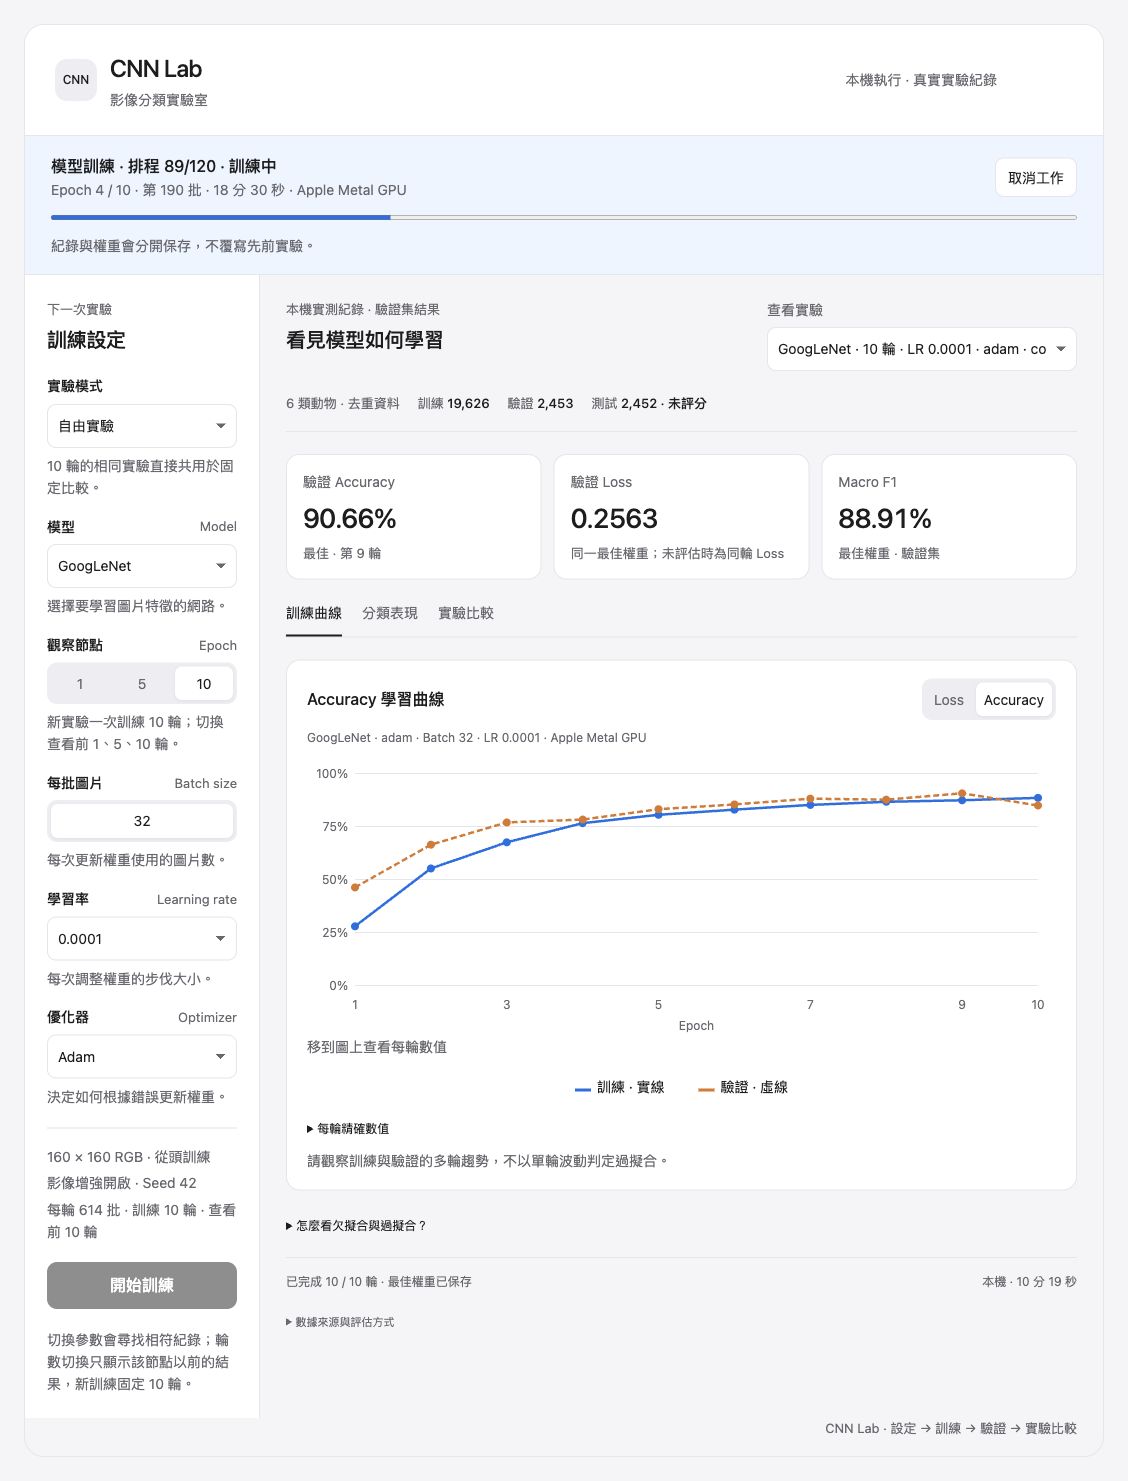 CNN
CNN Lab
影像分類實驗室
本機執行 · 真實實驗紀錄
模型訓練 · 排程 89/120 · 訓練中
Epoch 4 / 10 · 第 190 批 · 18 分 30 秒 · Apple Metal GPU
取消工作
紀錄與權重會分開保存，不覆寫先前實驗。
下一次實驗
訓練設定
實驗模式
自由實驗
10 輪的相同實驗直接共用於固
定比較。
模型 Model
GoogLeNet
選擇要學習圖片特徵的網路。
觀察節點 Epoch
1 5 10
新實驗一次訓練 10 輪；切換
查看前 1、5、10 輪。
每批圖片 Batch size
32
每次更新權重使用的圖片數。
學習率 Learning rate
0.0001
每次調整權重的步伐大小。
優化器 Optimizer
Adam
決定如何根據錯誤更新權重。
160 × 160 RGB · 從頭訓練
影像增強開啟 · Seed 42
每輪 614 批 · 訓練 10 輪 · 查看
前 10 輪
開始訓練
切換參數會尋找相符紀錄；輪
數切換只顯示該節點以前的結
果，新訓練固定 10 輪。
本機實測紀錄 · 驗證集結果
看見模型如何學習
查看實驗
GoogLeNet · 10 輪 · LR 0.0001 · adam · co
6 類動物 · 去重資料 訓練 19,626 驗證 2,453 測試 2,452 · 未評分
驗證 Accuracy
90.66%
最佳 · 第 9 輪
驗證 Loss
0.2563
同一最佳權重；未評估時為同輪 Loss
Macro F1
88.91%
最佳權重 · 驗證集
訓練曲線 分類表現 實驗比較
Accuracy 學習曲線
Loss Accuracy
GoogLeNet · adam · Batch 32 · LR 0.0001 · Apple Metal GPU
100%
75%
50%
25%
0%
1 3 5 7 9 10
Epoch
移到圖上查看每輪數值
訓練 · 實線 驗證 · 虛線
每輪精確數值
請觀察訓練與驗證的多輪趨勢，不以單輪波動判定過擬合。
怎麼看欠擬合與過擬合？
已完成 10 / 10 輪 · 最佳權重已保存
本機 · 10 分 19 秒
數據來源與評估方式
CNN Lab · 設定 → 訓練 → 驗證 → 實驗比較